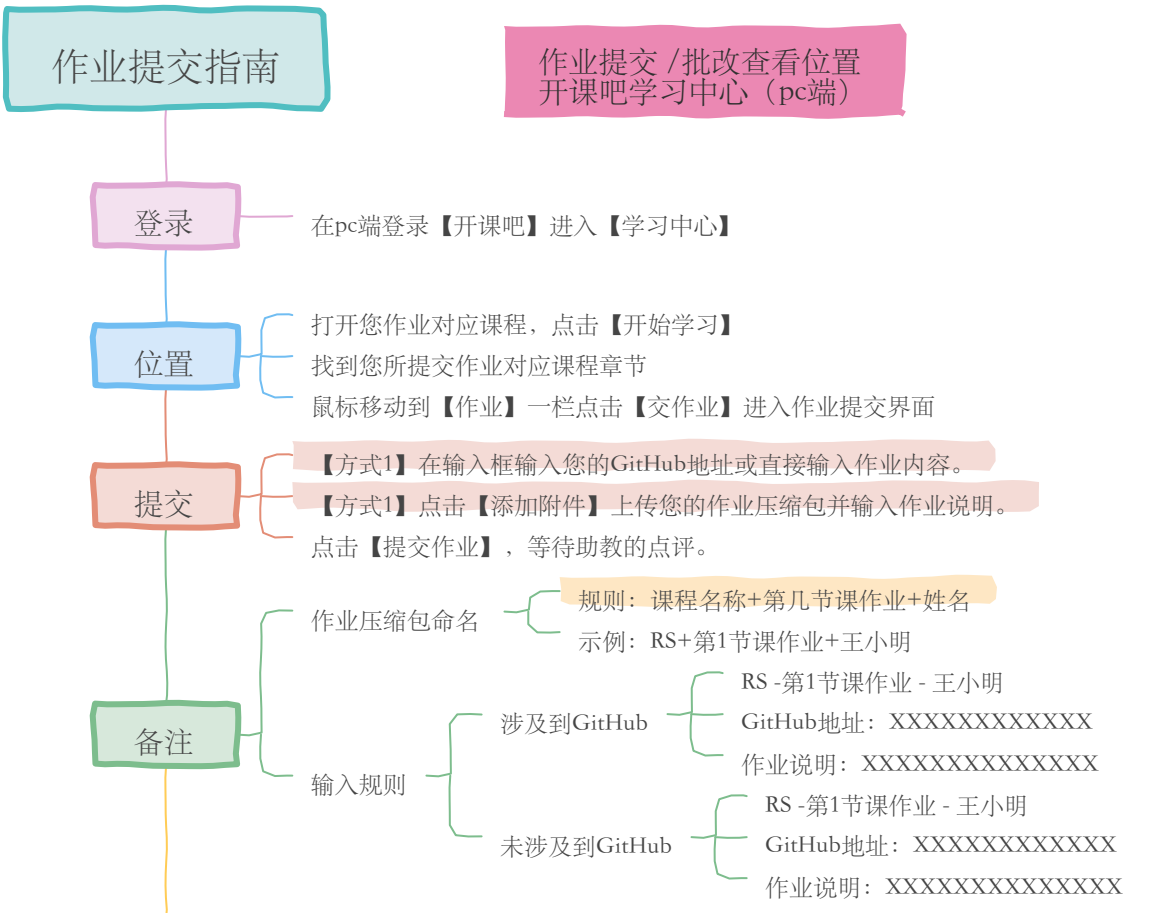 作业提交指南
作业提交 /批改查看位置
开课吧学习中心（pc端）
登录
在pc端登录【开课吧】进入【学习中心】
位置
打开您作业对应课程，点击【开始学习】
找到您所提交作业对应课程章节
鼠标移动到【作业】一栏点击【交作业】进入作业提交界面
提交
【方式1】在输入框输入您的GitHub地址或直接输入作业内容。
【方式1】点击【添加附件】上传您的作业压缩包并输入作业说明。
点击【提交作业】，等待助教的点评。
备注
作业压缩包命名
规则：课程名称+第几节课作业+姓名
示例：RS+第1节课作业+王小明
输入规则
涉及到GitHub
RS -第1节课作业 - 王小明
GitHub地址：XXXXXXXXXXXX
作业说明：XXXXXXXXXXXXXX
未涉及到GitHub
RS -第1节课作业 - 王小明
GitHub地址：XXXXXXXXXXXX
作业说明：XXXXXXXXXXXXXX